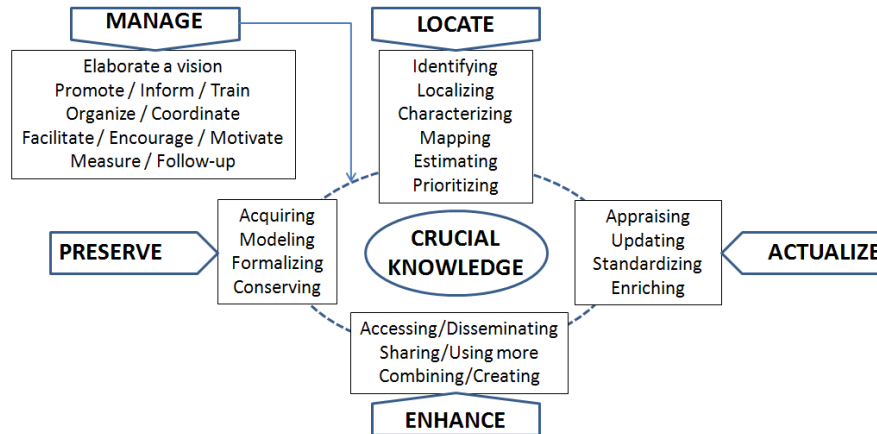 MANAGE
Elaborate a vision
Promote / Inform / Train
Organize / Coordinate
Facilitate / Encourage / Motivate
Measure / Follow-up
LOCATE
Identifying
Localizing
Characterizing
Mapping
Estimating
Prioritizing
PRESERVE
Acquiring
Modeling
Formalizing
Conserving
CRUCIAL
KNOWLEDGE
Appraising
Updating
Standardizing
Enriching
ACTUALIZE
Accessing/Disseminating
Sharing/Using more
Combining/Creating
ENHANCE